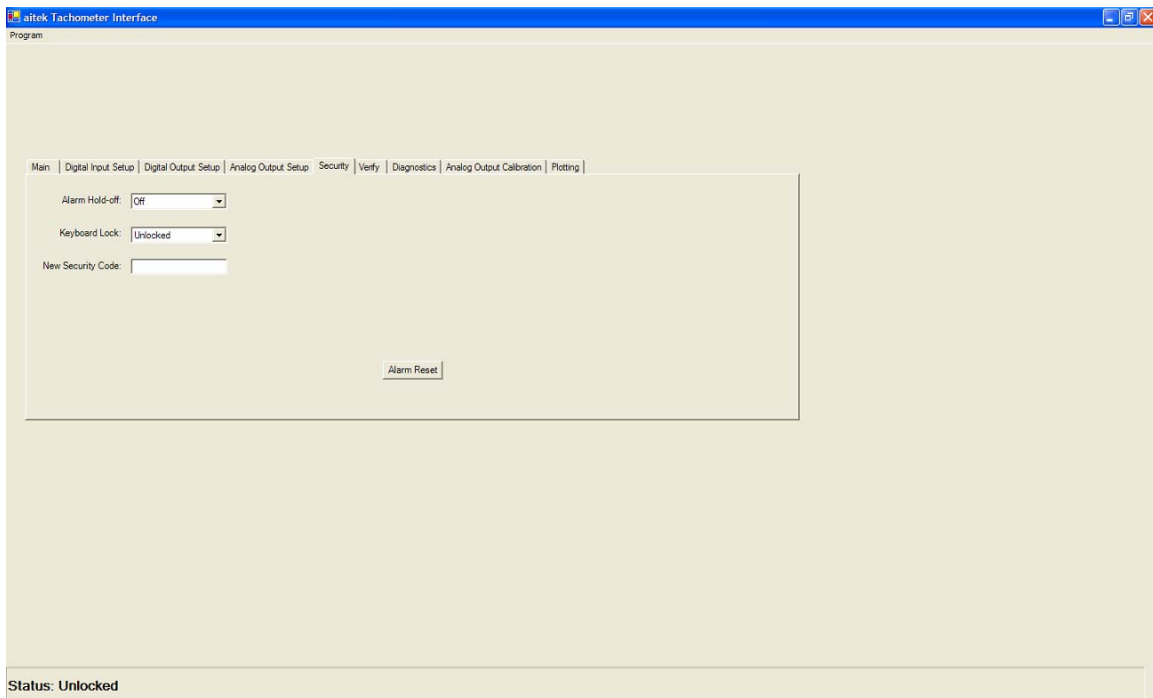 aitek Tachometer Interface
Program
Main Digital Input Setup Digital Output Setup Analog Output Setup Security Verify Diagnostics Analog Output Calibration Plotting
Alarm Hold-off: Off
Keyboard Lock: Unlocked
New Security Code:
Alarm Reset
Status: Unlocked